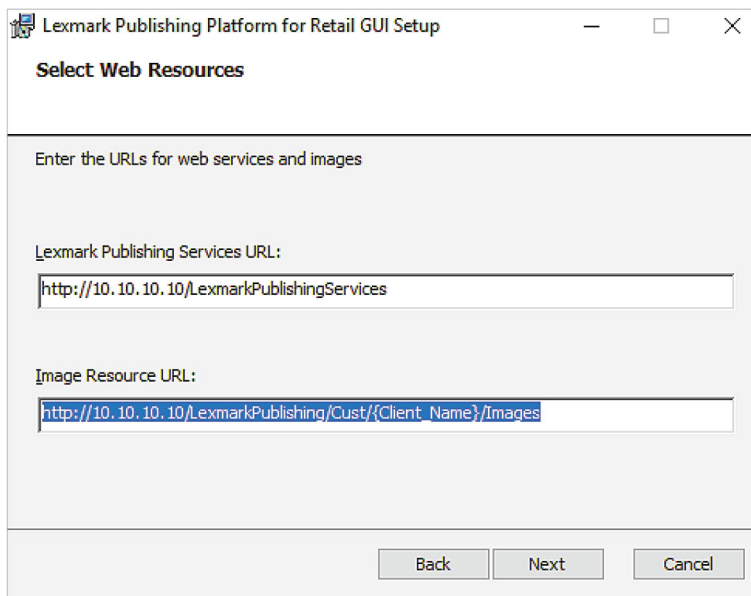 Lexmark Publishing Platform for Retail GUI Setup
Select Web Resources
Enter the URLs for web services and images
Lexmark Publishing Services URL:
http://10.10.10.10/LexmarkPublishingServices
Image Resource URL:
http://10.10.10.10/LexmarkPublishing/Cust/{Client_Name}/Images
Back Next Cancel